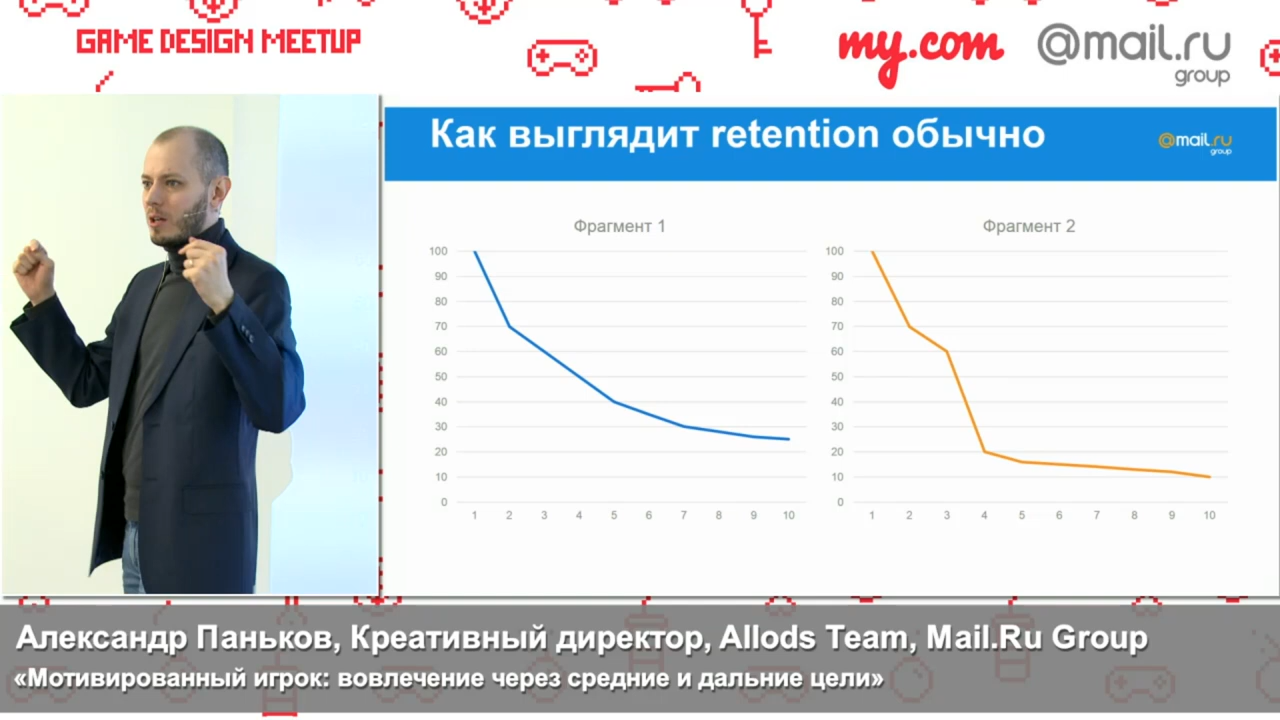 GAME DESIGN MEETUP
my.com
@mail.ru
group
Как выглядит retention обычно
@mail.ru
group
Фрагмент 1
100
90
80
70
60
50
40
30
20
10
0
1 2 3 4 5 6 7 8 9 10
Фрагмент 2
100
90
80
70
60
50
40
30
20
10
0
1 2 3 4 5 6 7 8 9 10
Александр Паньков, Креативный директор, Allods Team, Mail.Ru Group
«Мотивированный игрок: вовлечение через средние и дальние цели»